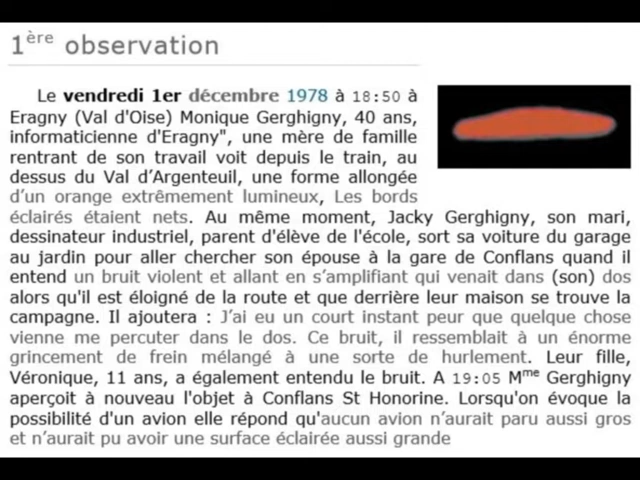 1ère observation
Le vendredi 1er décembre 1978 à 18:50 à
Eragny (Val d'Oise) Monique Gerghigny, 40 ans,
informaticienne d'Eragny", une mère de famille
rentrant de son travail voit depuis le train, au
dessus du Val d’Argenteuil, une forme allongée
d’un orange extrêmement lumineux, Les bords
éclairés étaient nets. Au même moment, Jacky Gerghigny, son mari,
dessinateur industriel, parent d'élève de l'école, sort sa voiture du garage
au jardin pour aller chercher son épouse à la gare de Conflans quand il
entend un bruit violent et allant en s’amplifiant qui venait dans (son) dos
alors qu'il est éloigné de la route et que derrière leur maison se trouve la
campagne. Il ajoutera : J’ai eu un court instant peur que quelque chose
vienne me percuter dans le dos. Ce bruit, il ressemblait à un énorme
grincement de frein mélangé à une sorte de hurlement. Leur fille,
Véronique, 11 ans, a également entendu le bruit. A 19:05 Mme Gerghigny
aperçoit à nouveau l'objet à Conflans St Honorine. Lorsqu'on évoque la
possibilité d'un avion elle répond qu'aucun avion n’aurait paru aussi gros
et n’aurait pu avoir une surface éclairée aussi grande